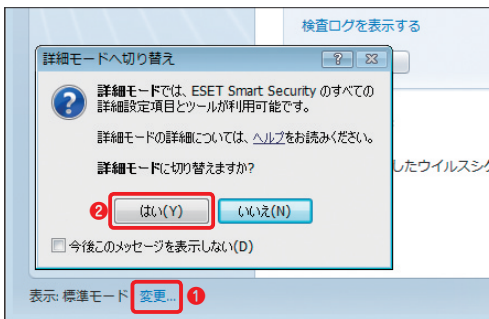 検査ログを表示する
詳細モードへ切り替え
詳細モードでは、ESET Smart Security のすべての
詳細設定項目とツールが利用可能です。
詳細モードの詳細については、ヘルプをお読みください。
したウイルスシグ
詳細モードに切り替えますか?
❷ はい(Y) いいえ(N)
今後このメッセージを表示しない(D)
表示: 標準モード 変更... ❶